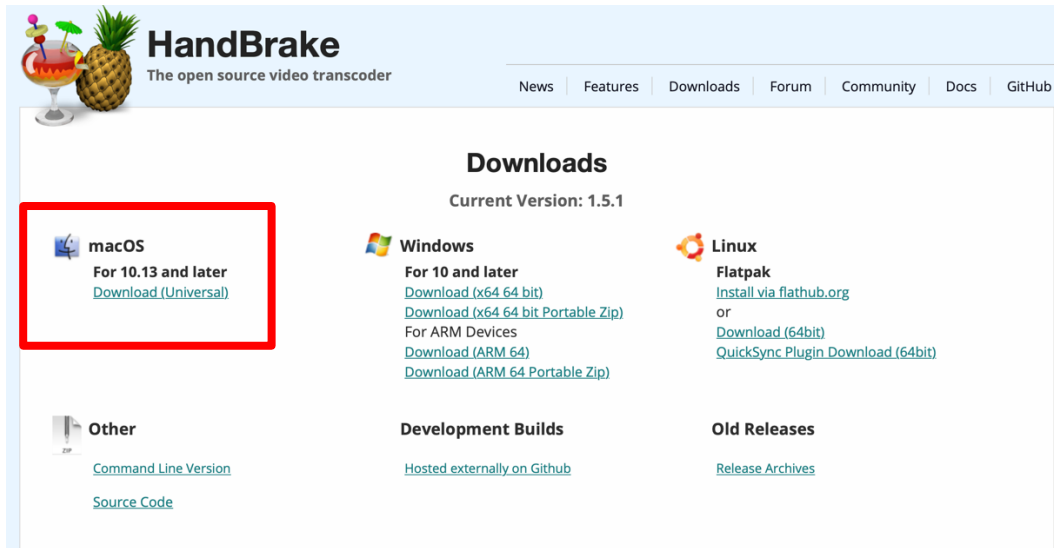 HandBrake
The open source video transcoder
News Features Downloads Forum Community Docs GitHub
Downloads
Current Version: 1.5.1
macOS
For 10.13 and later
Download (Universal)
Windows
For 10 and later
Download (x64 64 bit)
Download (x64 64 bit Portable Zip)
For ARM Devices
Download (ARM 64)
Download (ARM 64 Portable Zip)
Linux
Flatpak
Install via flathub.org
or
Download (64bit)
QuickSync Plugin Download (64bit)
ZIP
Other
Command Line Version
Source Code
Development Builds
Hosted externally on Github
Old Releases
Release Archives